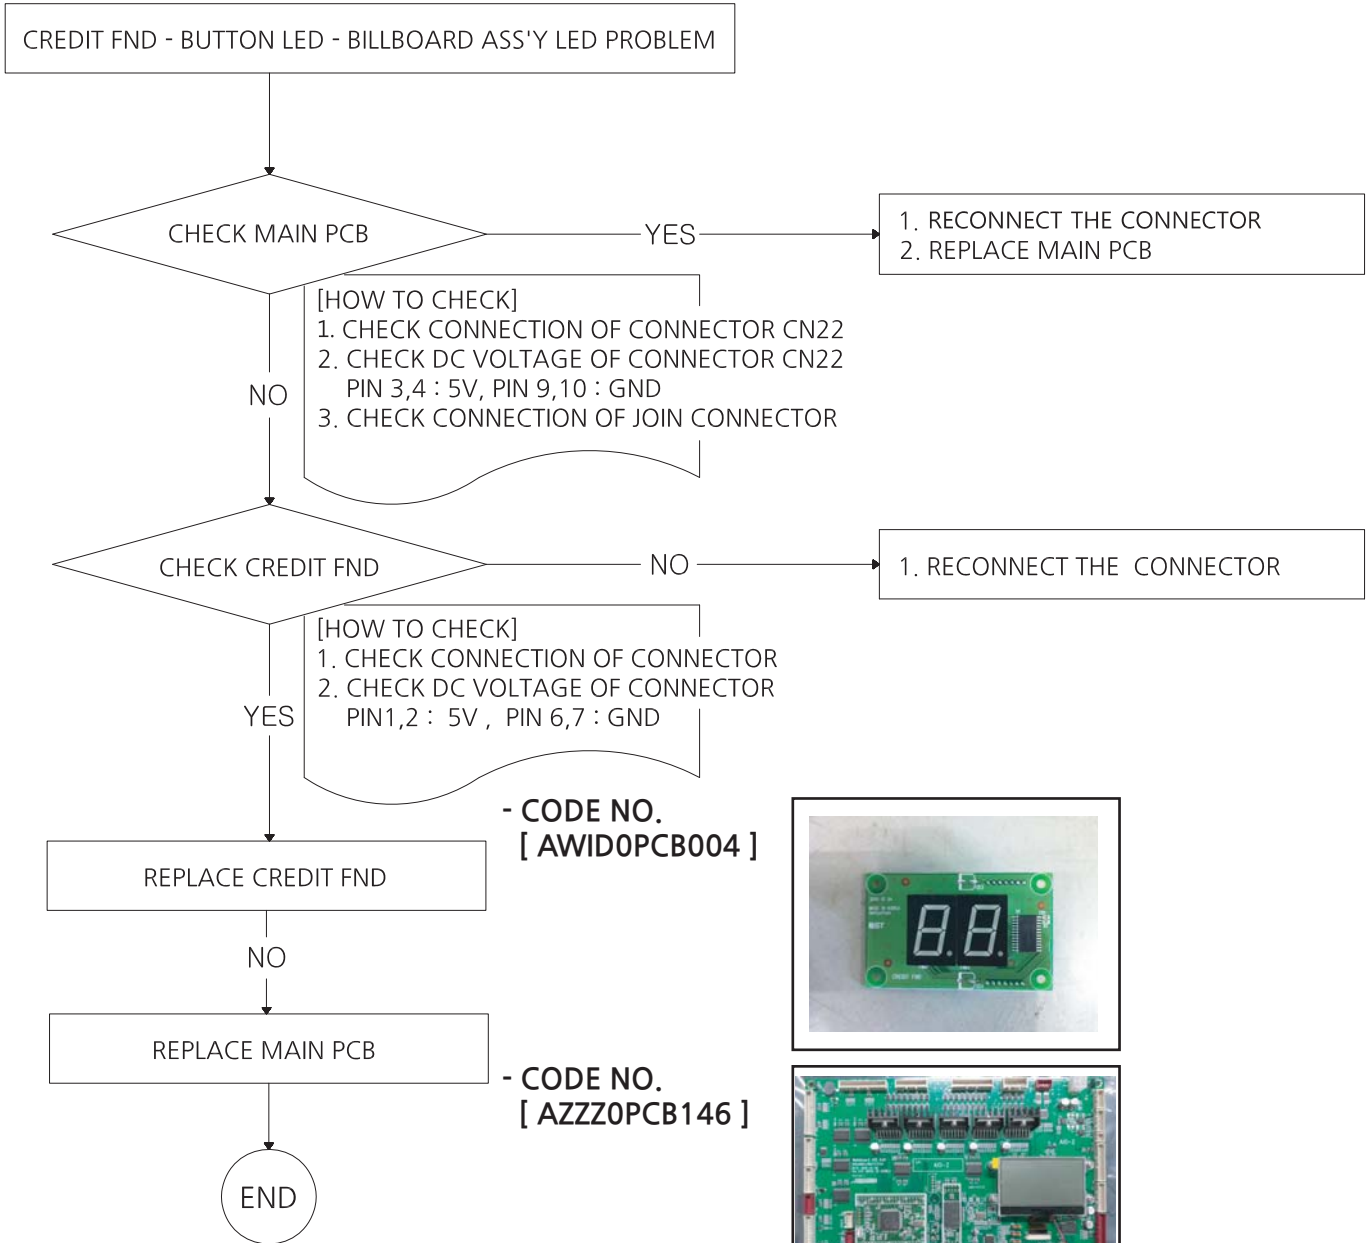 CREDIT FND - BUTTON LED - BILLBOARD ASS'Y LED PROBLEM
CHECK MAIN PCB
YES
1. RECONNECT THE CONNECTOR
2. REPLACE MAIN PCB
[HOW TO CHECK]
1. CHECK CONNECTION OF CONNECTOR CN22
2. CHECK DC VOLTAGE OF CONNECTOR CN22
PIN 3,4 : 5V, PIN 9,10 : GND
3. CHECK CONNECTION OF JOIN CONNECTOR
NO
CHECK CREDIT FND
NO
1. RECONNECT THE CONNECTOR
[HOW TO CHECK]
1. CHECK CONNECTION OF CONNECTOR
2. CHECK DC VOLTAGE OF CONNECTOR
PIN1,2 : 5V , PIN 6,7 : GND
YES
- CODE NO.
[ AWID0PCB004 ]
REPLACE CREDIT FND
CREDIT FND
NO
REPLACE MAIN PCB
- CODE NO.
[ AZZZ0PCB146 ]
END